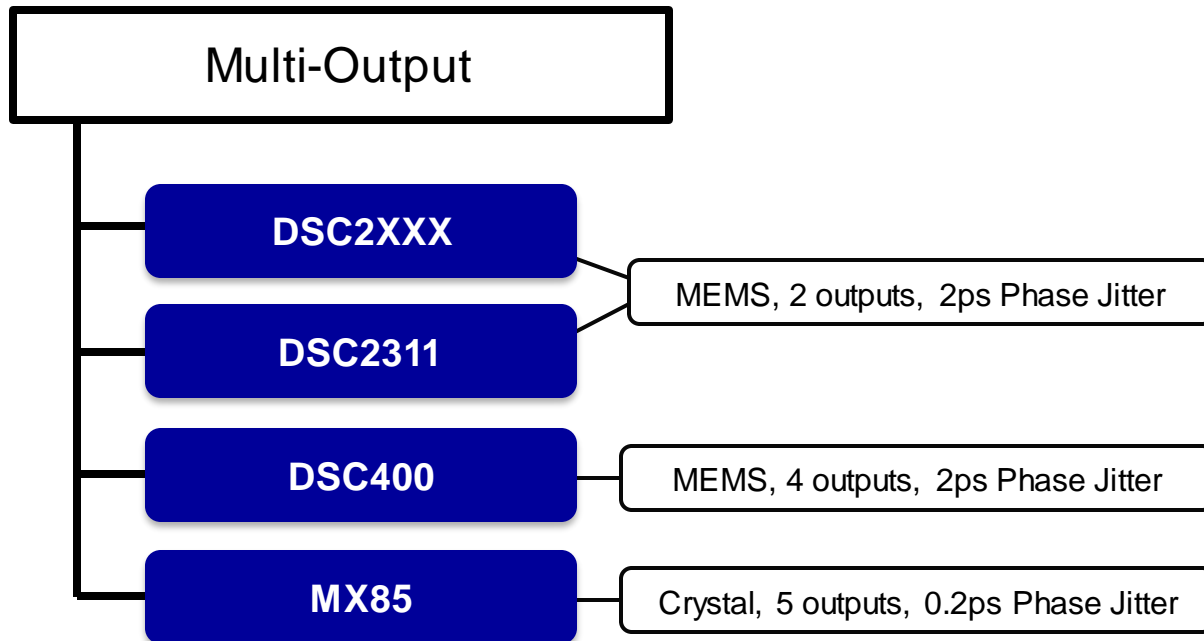 Multi-Output
DSC2XXX
MEMS, 2 outputs, 2ps Phase Jitter
DSC2311
DSC400
MEMS, 4 outputs, 2ps Phase Jitter
MX85
Crystal, 5 outputs, 0.2ps Phase Jitter